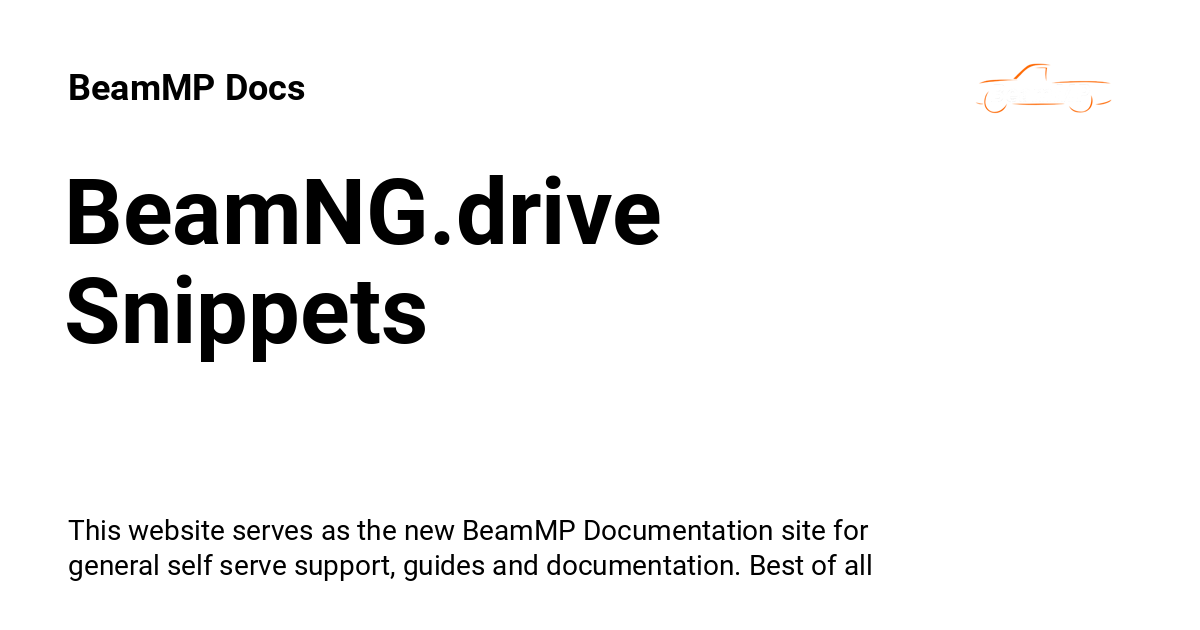 BeamMP Docs
BeamNG.drive
Snippets
This website serves as the new BeamMP Documentation site for
general self serve support, guides and documentation. Best of all